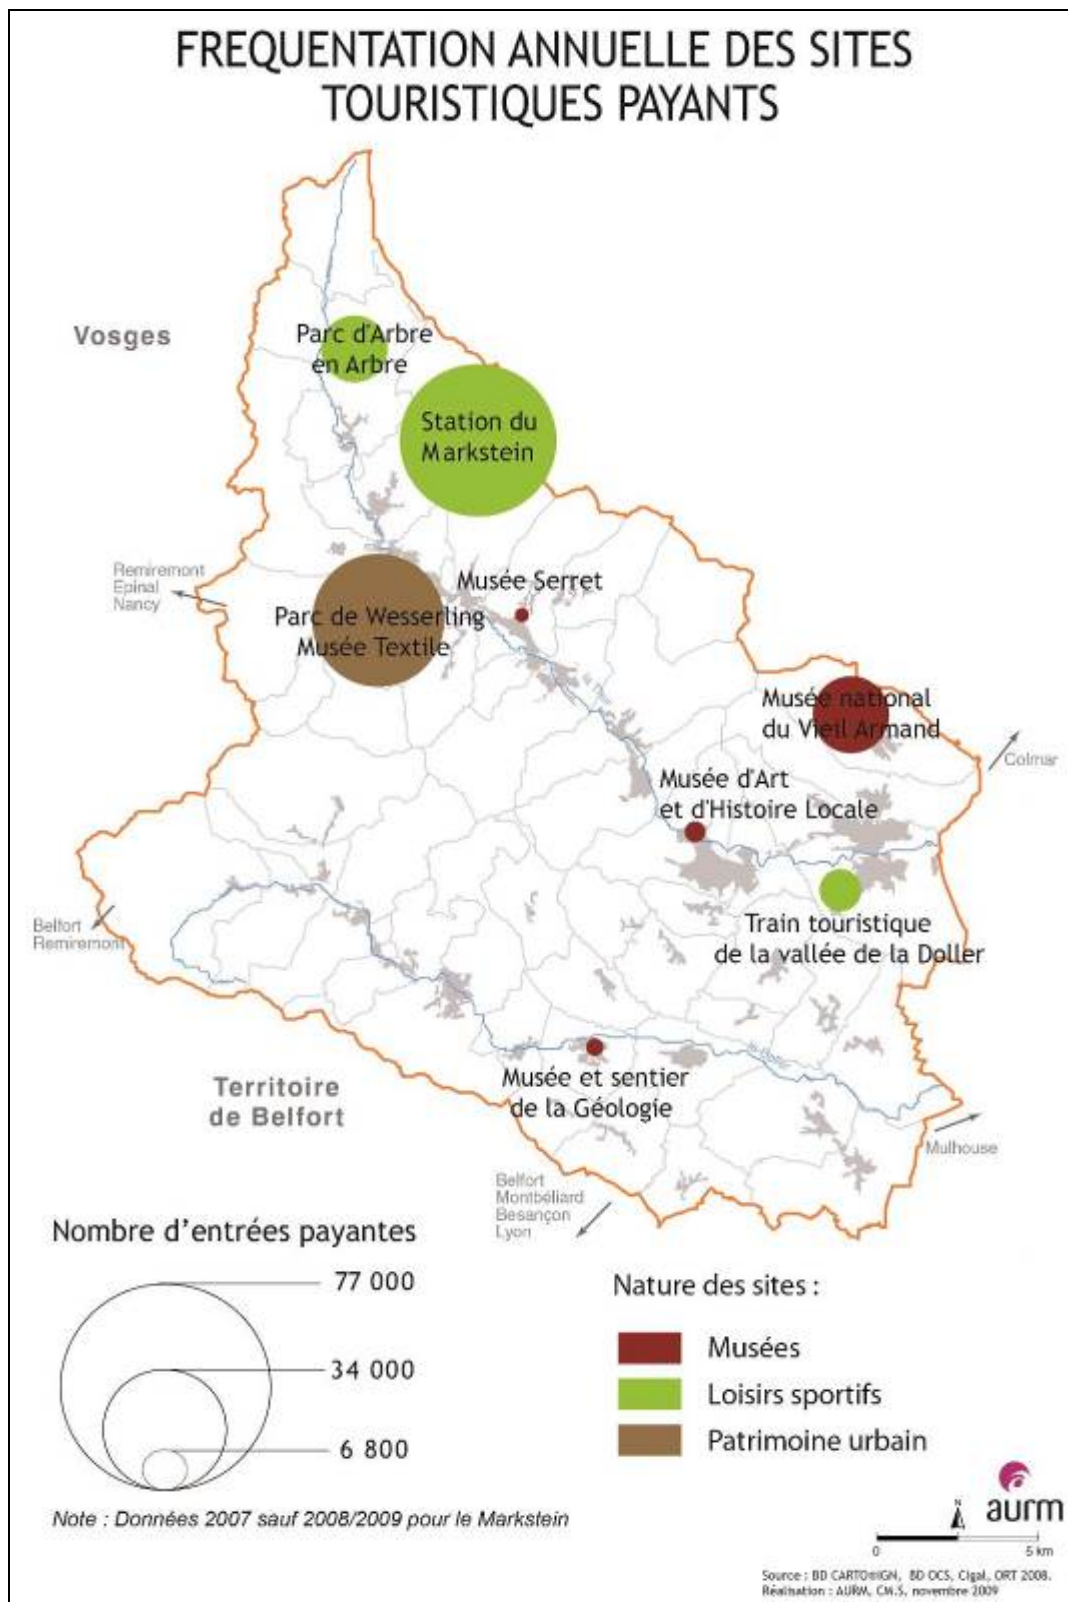 FREQUENTATION ANNUELLE DES SITES
TOURISTIQUES PAYANTS
Vosges
Parc d'Arbre
en Arbre
Station du
Markstein
Remiremont
Epinal
Nancy
Musée Serret
Parc de Wesserling
Musée Textile
Musée national
du Vieil Armand
Colmar
Musée d'Art
et d'Histoire Locale
Belfort
Remiremont
Train touristique
de la vallée de la Doller
Musée et sentier
de la Géologie
Territoire
de Belfort
Mulhouse
Belfort
Montbéliard
Besançon
Lyon
Nombre d'entrées payantes
77 000
34 000
6 800
Nature des sites :
Musées
Loisirs sportifs
Patrimoine urbain
Note : Données 2007 sauf 2008/2009 pour le Markstein
N
aurm
0 5 km
Source : BD CARTO®IGN, BD OCS, Cigal, ORT 2008.
Réalisation : AURM, CM.S, novembre 2009